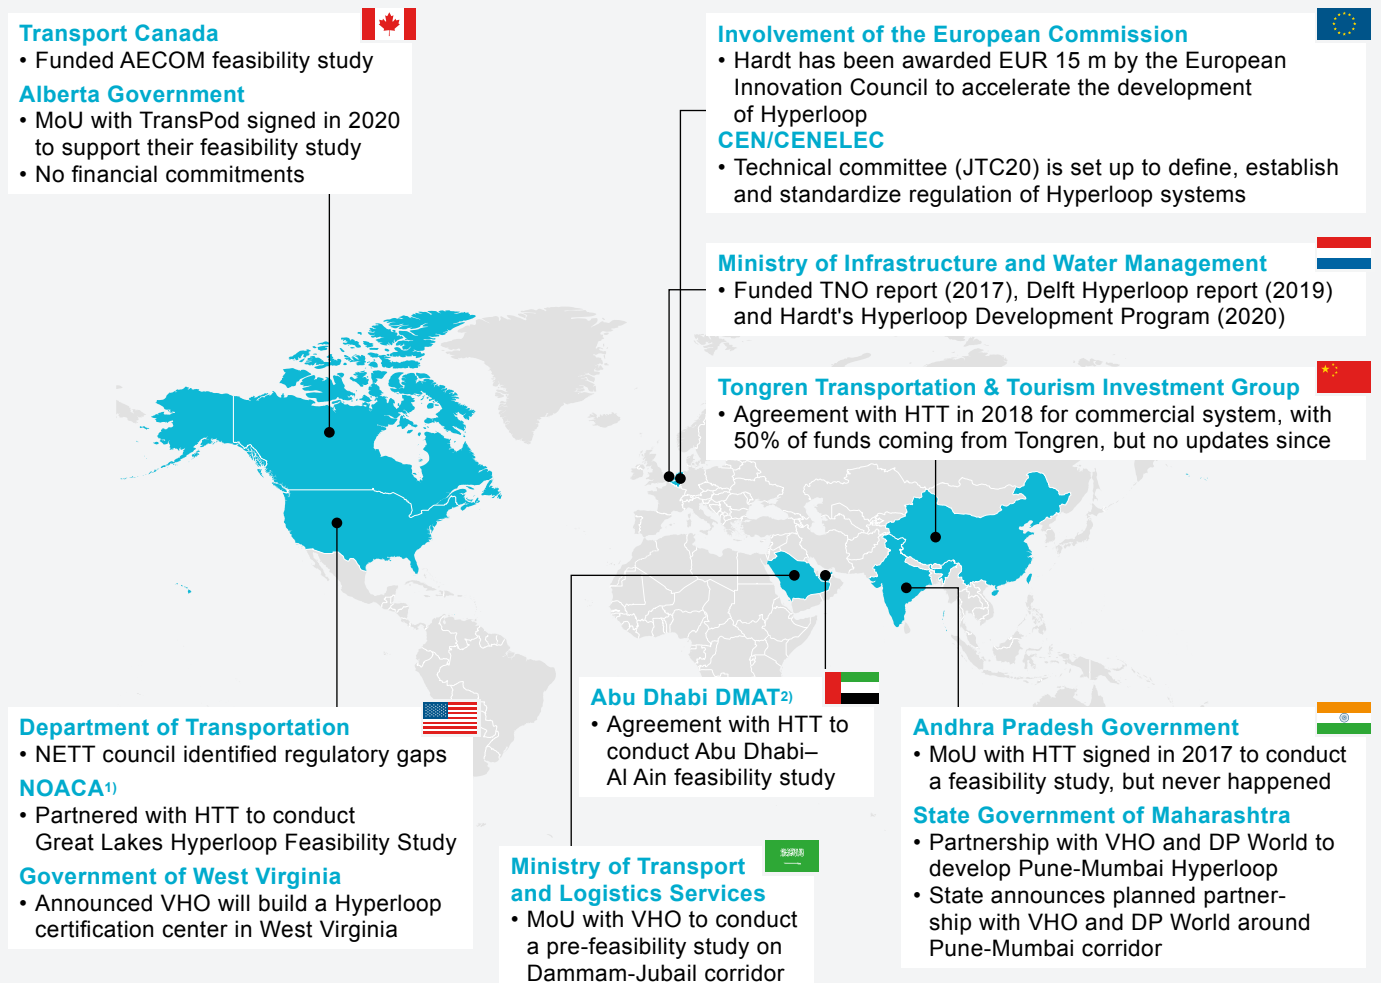 Transport Canada
• Funded AECOM feasibility study
Alberta Government
• MoU with TransPod signed in 2020
to support their feasibility study
• No financial commitments
Involvement of the European Commission
• Hardt has been awarded EUR 15 m by the European
Innovation Council to accelerate the development
of Hyperloop
CEN/CENELEC
• Technical committee (JTC20) is set up to define, establish
and standardize regulation of Hyperloop systems
Ministry of Infrastructure and Water Management
• Funded TNO report (2017), Delft Hyperloop report (2019)
and Hardt's Hyperloop Development Program (2020)
Tongren Transportation & Tourism Investment Group
• Agreement with HTT in 2018 for commercial system, with
50% of funds coming from Tongren, but no updates since
Department of Transportation
• NETT council identified regulatory gaps
NOACA1)
• Partnered with HTT to conduct
Great Lakes Hyperloop Feasibility Study
Government of West Virginia
• Announced VHO will build a Hyperloop
certification center in West Virginia
Abu Dhabi DMAT2)
• Agreement with HTT to
conduct Abu Dhabi–
Al Ain feasibility study
Ministry of Transport
and Logistics Services
• MoU with VHO to conduct
a pre-feasibility study on
Dammam-Jubail corridor
Andhra Pradesh Government
• MoU with HTT signed in 2017 to conduct
a feasibility study, but never happened
State Government of Maharashtra
• Partnership with VHO and DP World to
develop Pune-Mumbai Hyperloop
• State announces planned partner-
ship with VHO and DP World around
Pune-Mumbai corridor